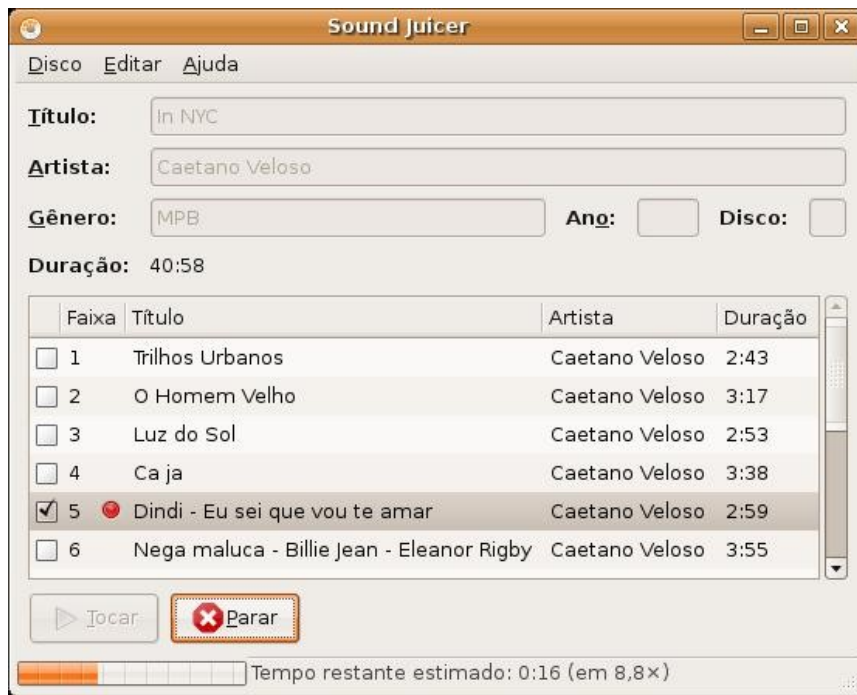 Sound Juicer
Disco Editar Ajuda
Título: In NYC
Artista: Caetano Veloso
Gênero: MPB Ano: Disco:
Duração: 40:58
Faixa Título Artista Duração
1 Trilhos Urbanos Caetano Veloso 2:43
2 O Homem Velho Caetano Veloso 3:17
3 Luz do Sol Caetano Veloso 2:53
4 Ca ja Caetano Veloso 3:38
5 Dindi - Eu sei que vou te amar Caetano Veloso 2:59
6 Nega maluca - Billie Jean - Eleanor Rigby Caetano Veloso 3:55
Tocar Parar
Tempo restante estimado: 0:16 (em 8,8×)